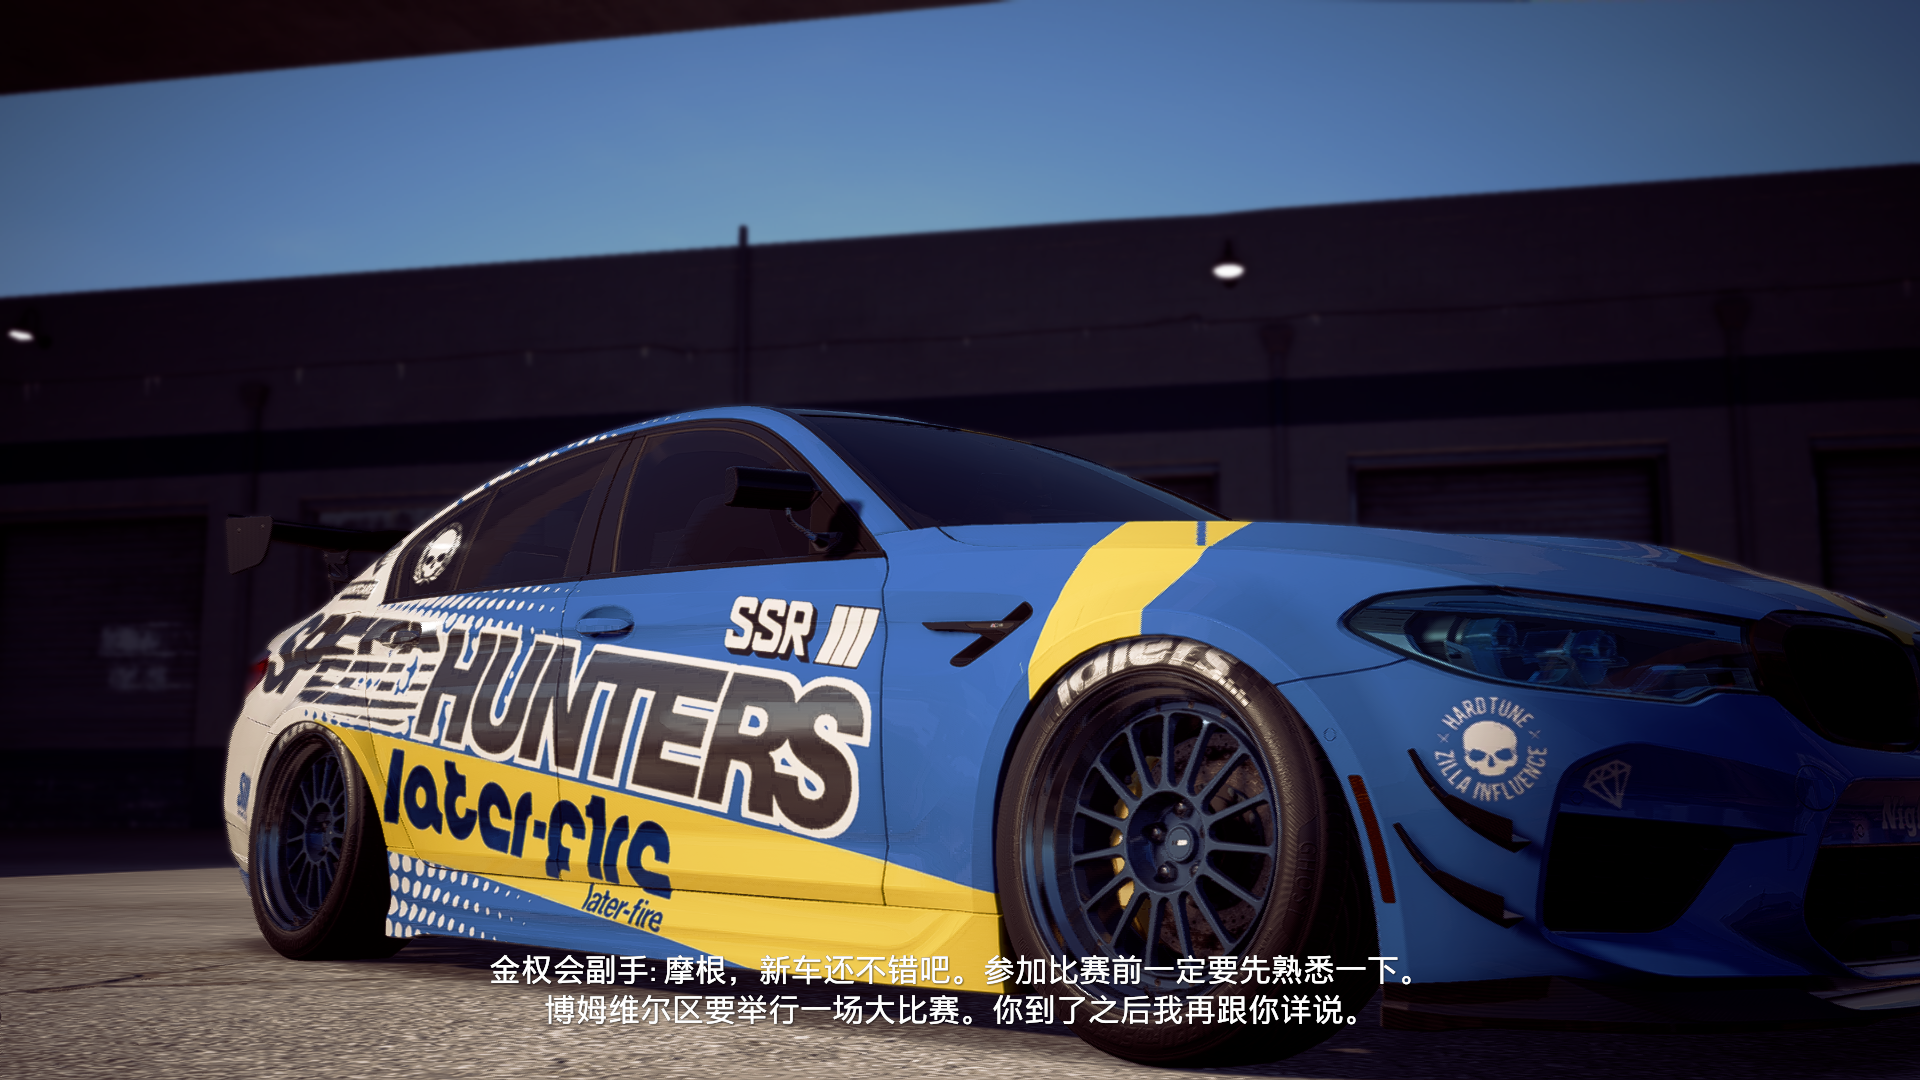 SSR
SPEEDHUNTERS
later-fire
later-fire
Idlers...
HARDTUNE
ZILLA INFLUENCE
金权会副手: 摩根，新车还不错吧。参加比赛前一定要先熟悉一下。
博姆维尔区要举行一场大比赛。你到了之后我再跟你详说。